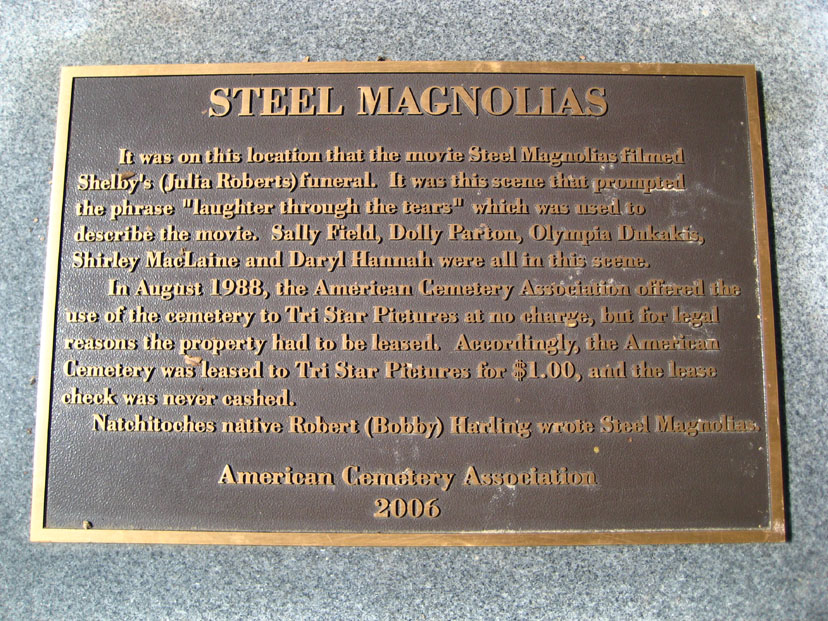 STEEL MAGNOLIAS
It was on this location that the movie Steel Magnolias filmed
Shelby's (Julia Roberts) funeral. It was this scene that prompted
the phrase "laughter through the tears" which was used to
describe the movie. Sally Field, Dolly Parton, Olympia Dukakis,
Shirley MacLaine and Daryl Hannah were all in this scene.
In August 1988, the American Cemetery Association offered the
use of the cemetery to Tri Star Pictures at no charge, but for legal
reasons the property had to be leased. Accordingly, the American
Cemetery was leased to Tri Star Pictures for $1.00, and the lease
check was never cashed.
Natchitoches native Robert (Bobby) Harling wrote Steel Magnolias.
American Cemetery Association
2006